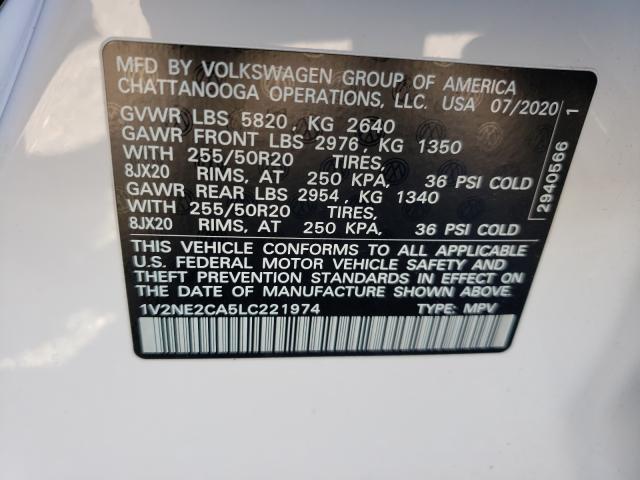 MFD BY VOLKSWAGEN GROUP OF AMERICA
CHATTANOOGA OPERATIONS, LLC. USA 07/2020
GVWR LBS 5820, KG 2640
GAWR FRONT LBS 2976, KG 1350
WITH 255/50R20 TIRES,
8JX20 RIMS, AT 250 KPA, 36 PSI COLD
GAWR REAR LBS 2954, KG 1340
WITH 255/50R20 TIRES,
8JX20 RIMS, AT 250 KPA, 36 PSI COLD
THIS VEHICLE CONFORMS TO ALL APPLICABLE
U.S. FEDERAL MOTOR VEHICLE SAFETY AND
THEFT PREVENTION STANDARDS IN EFFECT ON
THE DATE OF MANUFACTURE SHOWN ABOVE
1V2NE2CA5LC221974 TYPE: MPV
2940566 1